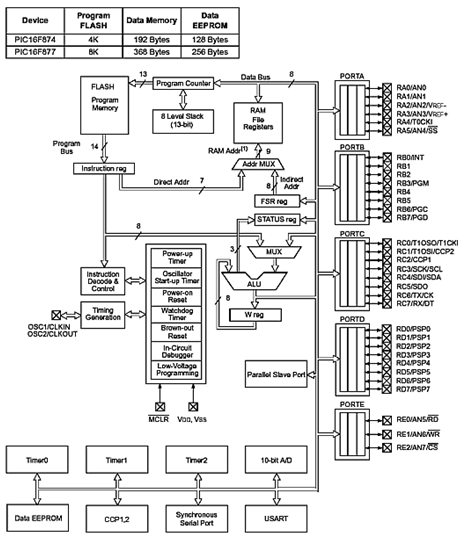 Device Program FLASH Data Memory Data EEPROM
PIC16F874 4K 192 Bytes 128 Bytes
PIC16F877 8K 368 Bytes 256 Bytes
13
Program Counter
Data Bus
8
PORTA
FLASH
Program
Memory
8 Level Stack
(13-bit)
RAM
File
Registers
RA0/AN0
RA1/AN1
RA2/AN2/VREF-
RA3/AN3/VREF+
RA4/T0CKI
RA5/AN4/SS
Program
Bus
14
RAM Addr(1)
9
PORTB
Instruction reg
Addr MUX
Direct Addr
7
8
Indirect
Addr
FSR reg
RB0/INT
RB1
RB2
RB3/PGM
RB4
RB5
RB6/PGC
RB7/PGD
STATUS reg
8
PORTC
3
MUX
Power-up
Timer
Oscillator
Start-up Timer
Power-on
Reset
Watchdog
Timer
Brown-out
Reset
In-Circuit
Debugger
Low-Voltage
Programming
Instruction
Decode &
Control
ALU
8
W reg
RC0/T1OSO/T1CKI
RC1/T1OSI/CCP2
RC2/CCP1
RC3/SCK/SCL
RC4/SDI/SDA
RC5/SDO
RC6/TX/CK
RC7/RX/DT
Timing
Generation
OSC1/CLKIN
OSC2/CLKOUT
PORTD
RD0/PSP0
RD1/PSP1
RD2/PSP2
RD3/PSP3
RD4/PSP4
RD5/PSP5
RD6/PSP6
RD7/PSP7
Parallel Slave Port
MCLR
VDD, VSS
PORTE
RE0/AN5/RD
RE1/AN6/WR
RE2/AN7/CS
Timer0
Timer1
Timer2
10-bit A/D
Data EEPROM
CCP1,2
Synchronous
Serial Port
USART